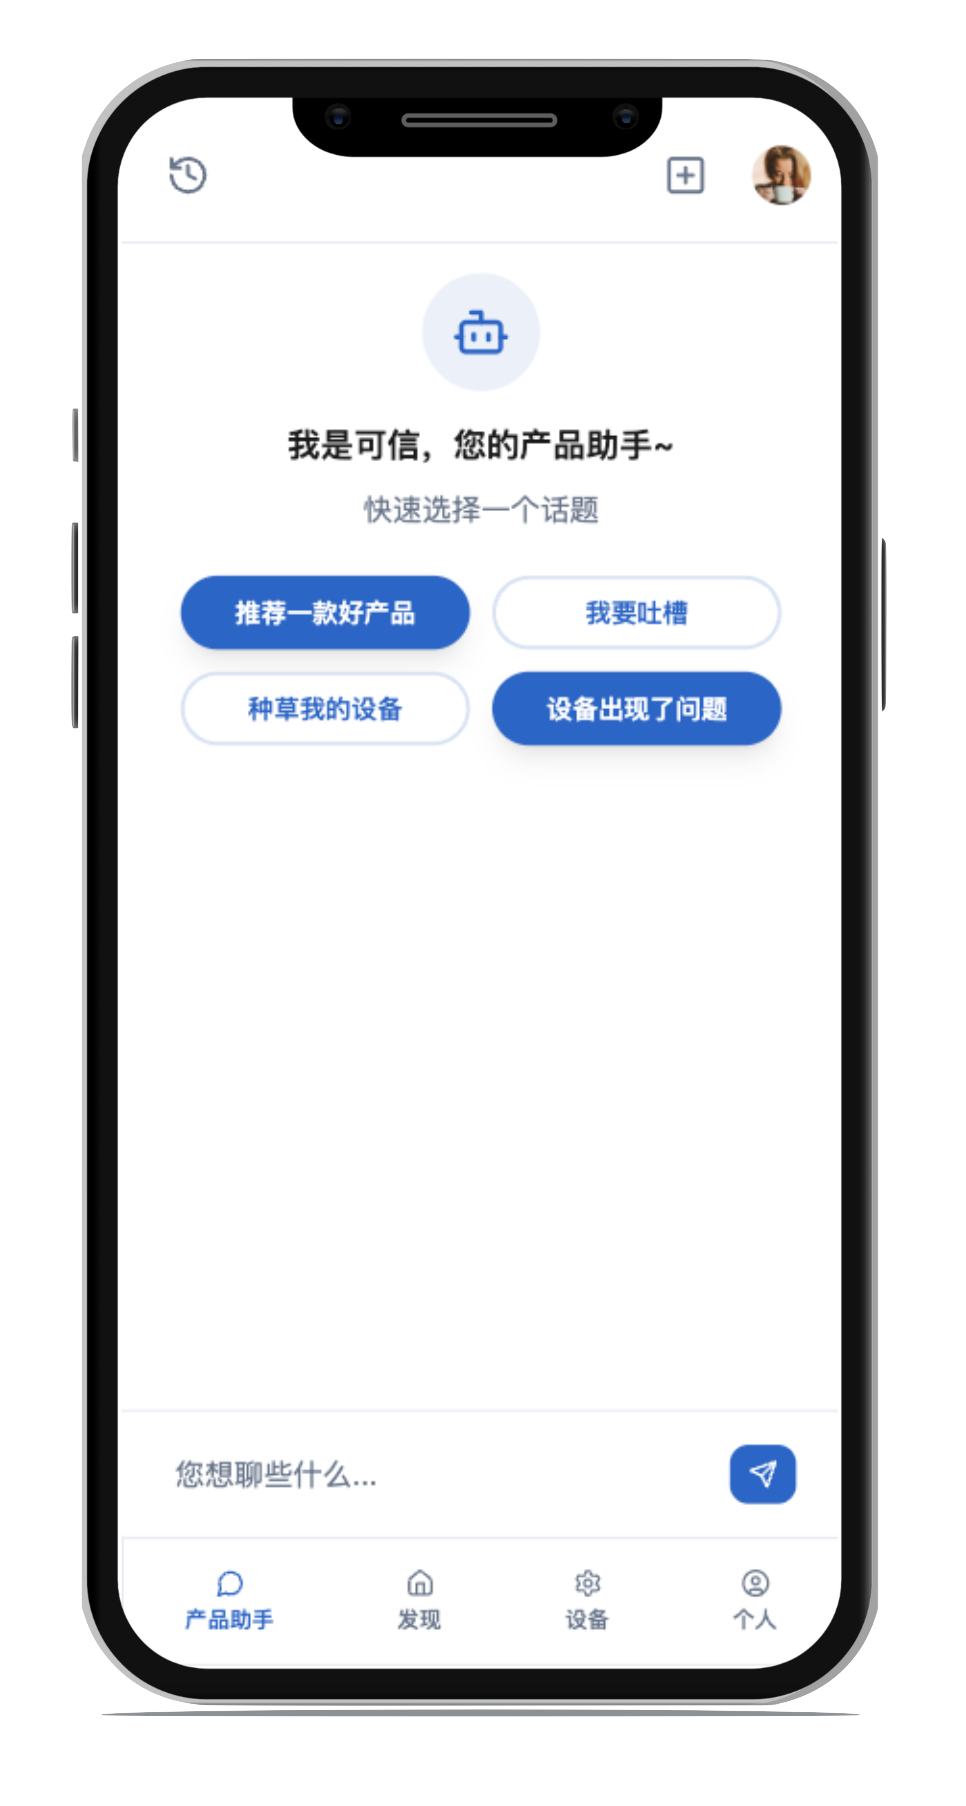 我是可信，您的产品助手~
快速选择一个话题
推荐一款好产品
我要吐槽
种草我的设备
设备出现了问题
您想聊些什么...
产品助手
发现
设备
个人